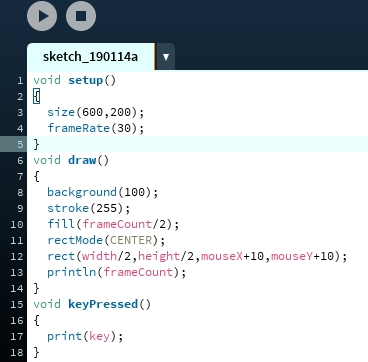 sketch_190114a
1 void setup()
2 {
3   size(600,200);
4   frameRate(30);
5 }
6 void draw()
7 {
8   background(100);
9   stroke(255);
10   fill(frameCount/2);
11   rectMode(CENTER);
12   rect(width/2,height/2,mouseX+10,mouseY+10);
13   println(frameCount);
14 }
15 void keyPressed()
16 {
17   print(key);
18 }